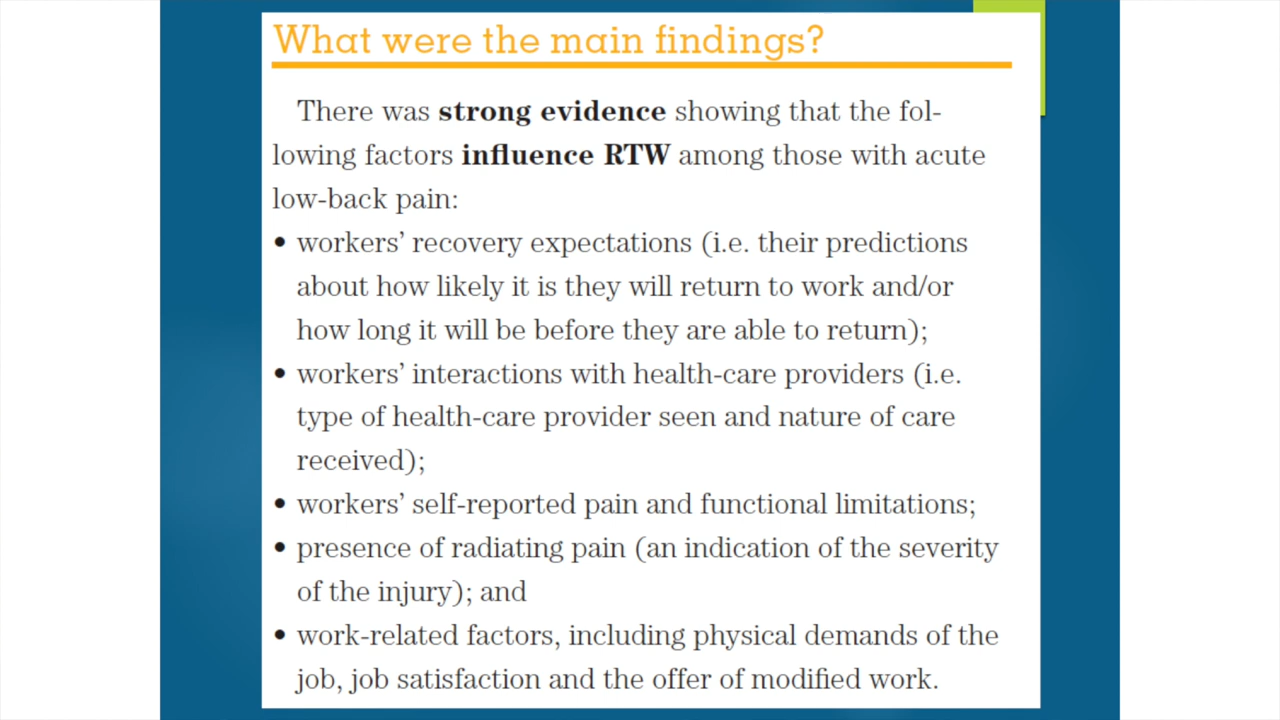 What were the main findings?
There was strong evidence showing that the fol-
lowing factors influence RTW among those with acute
low-back pain:
• workers’ recovery expectations (i.e. their predictions
about how likely it is they will return to work and/or
how long it will be before they are able to return);
• workers’ interactions with health-care providers (i.e.
type of health-care provider seen and nature of care
received);
• workers’ self-reported pain and functional limitations;
• presence of radiating pain (an indication of the severity
of the injury); and
• work-related factors, including physical demands of the
job, job satisfaction and the offer of modified work.